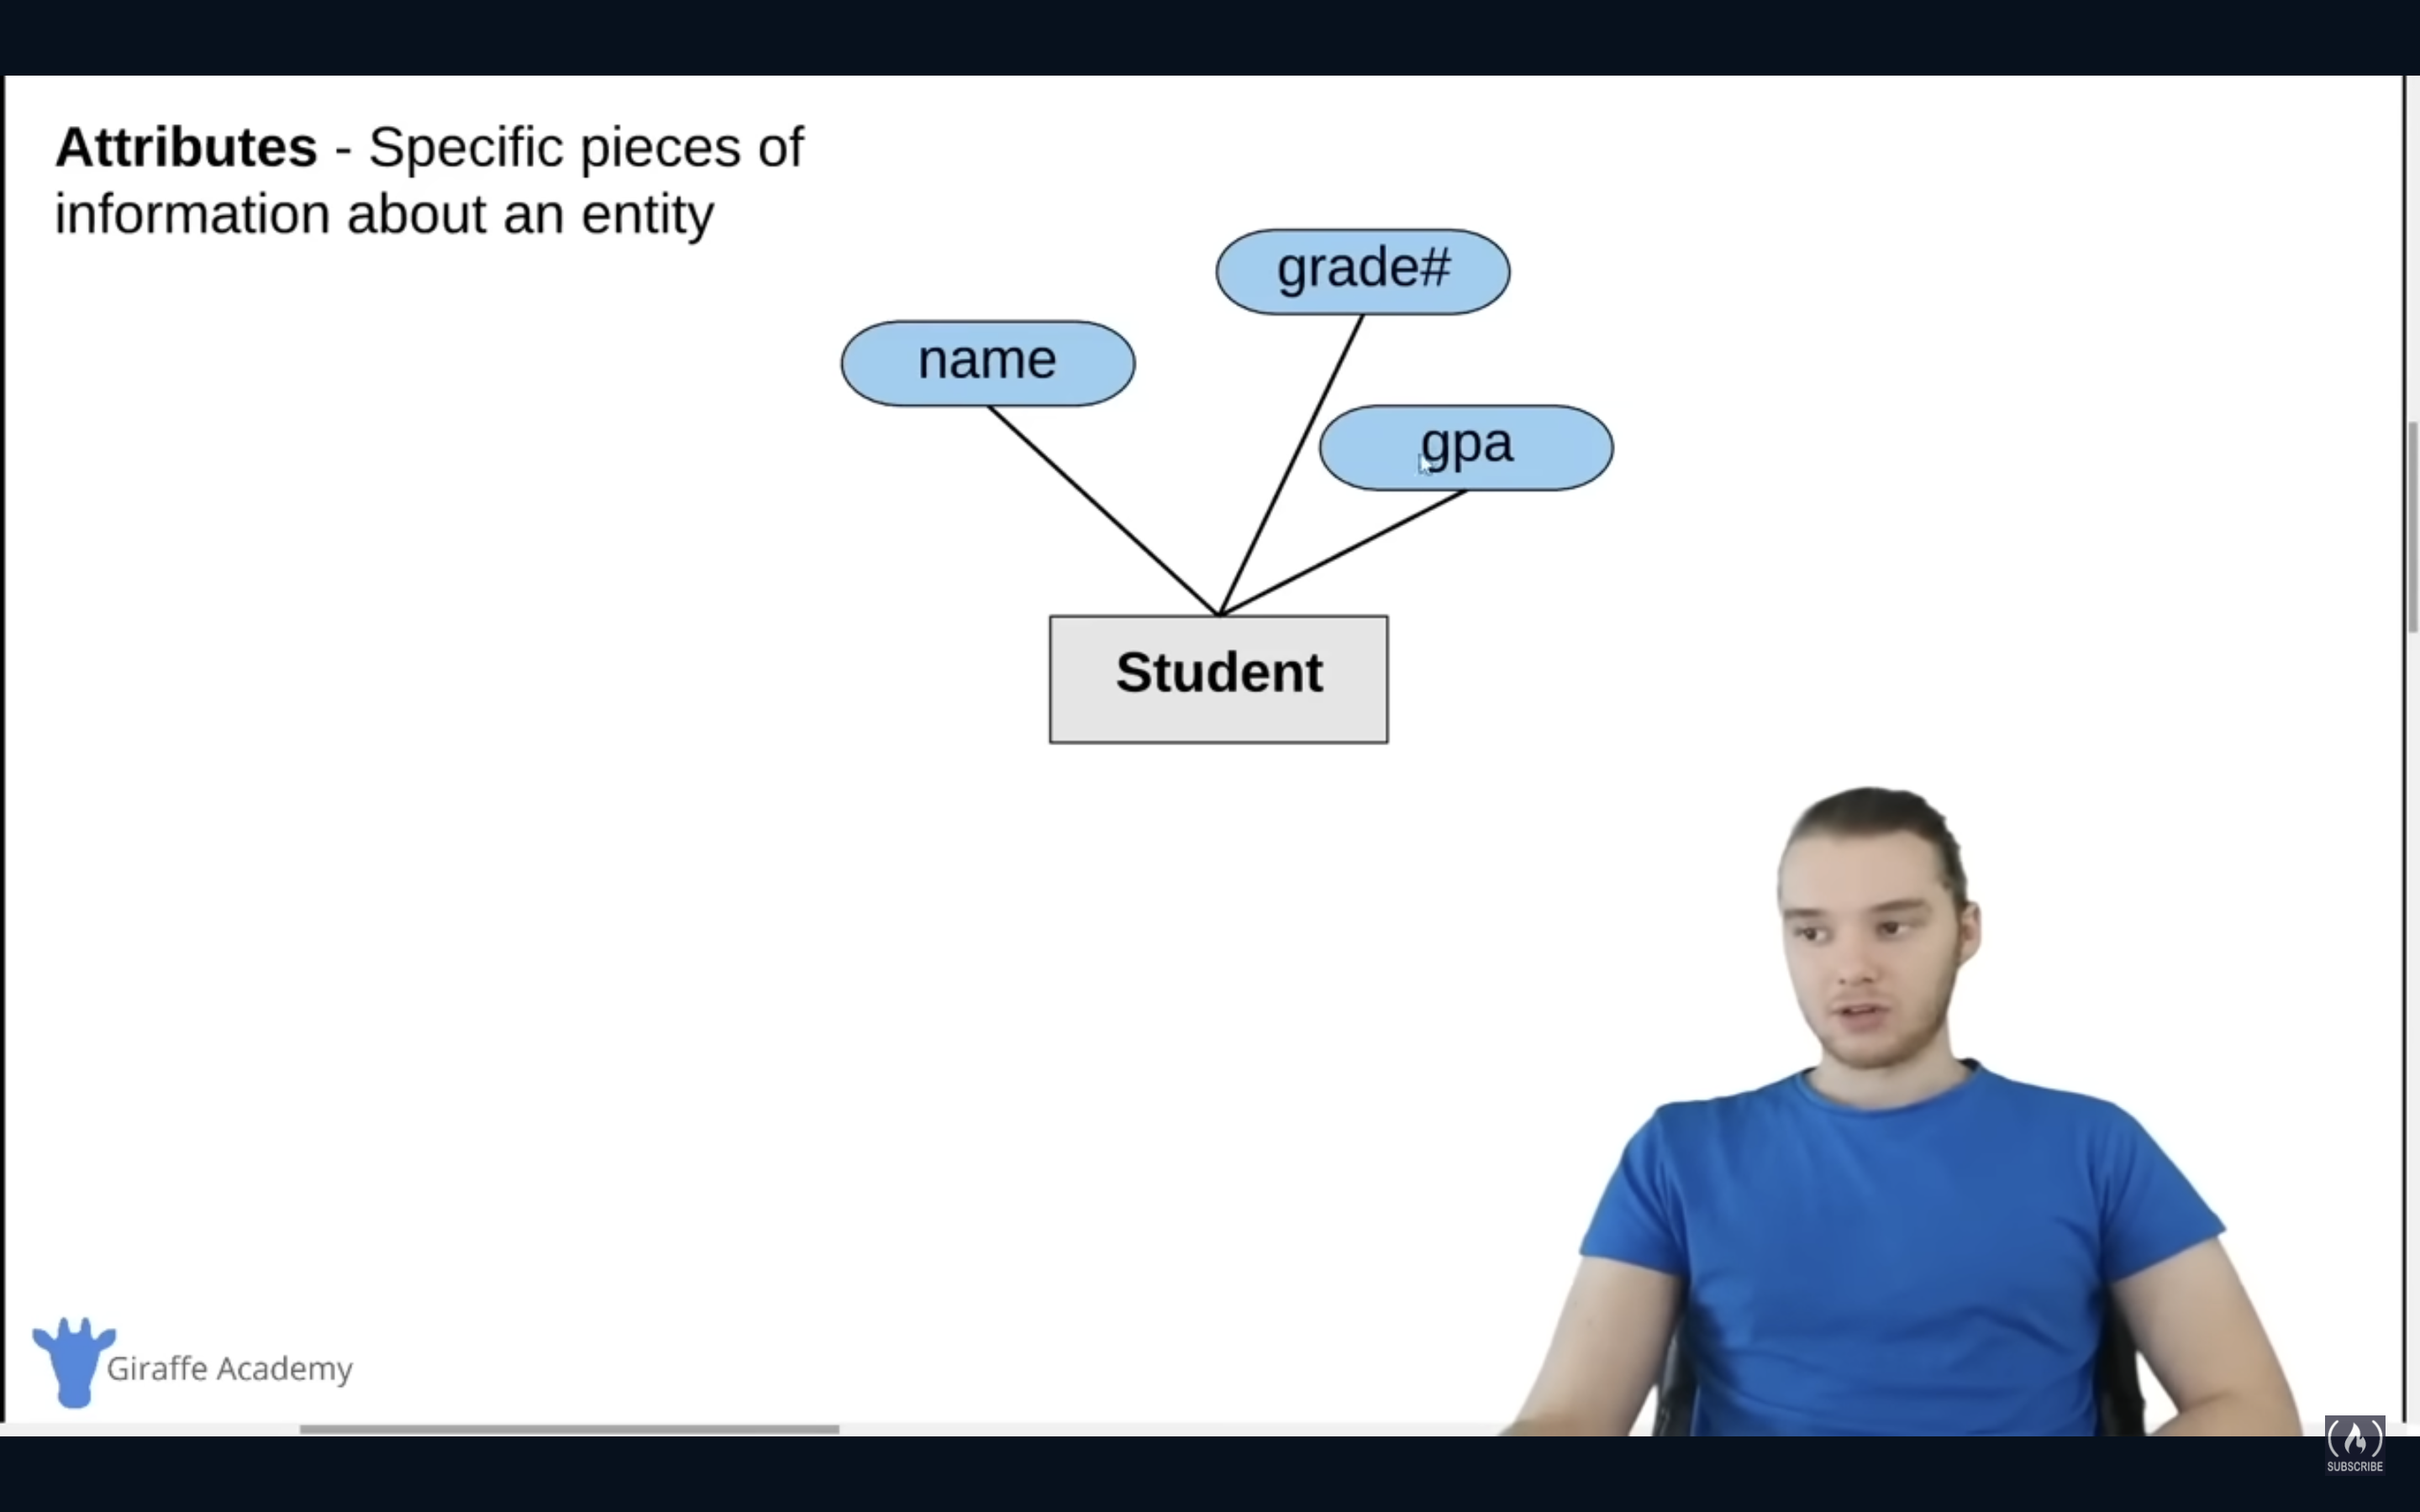 Attributes - Specific pieces of
information about an entity
grade#
name
gpa
Student
Giraffe Academy
SUBSCRIBE